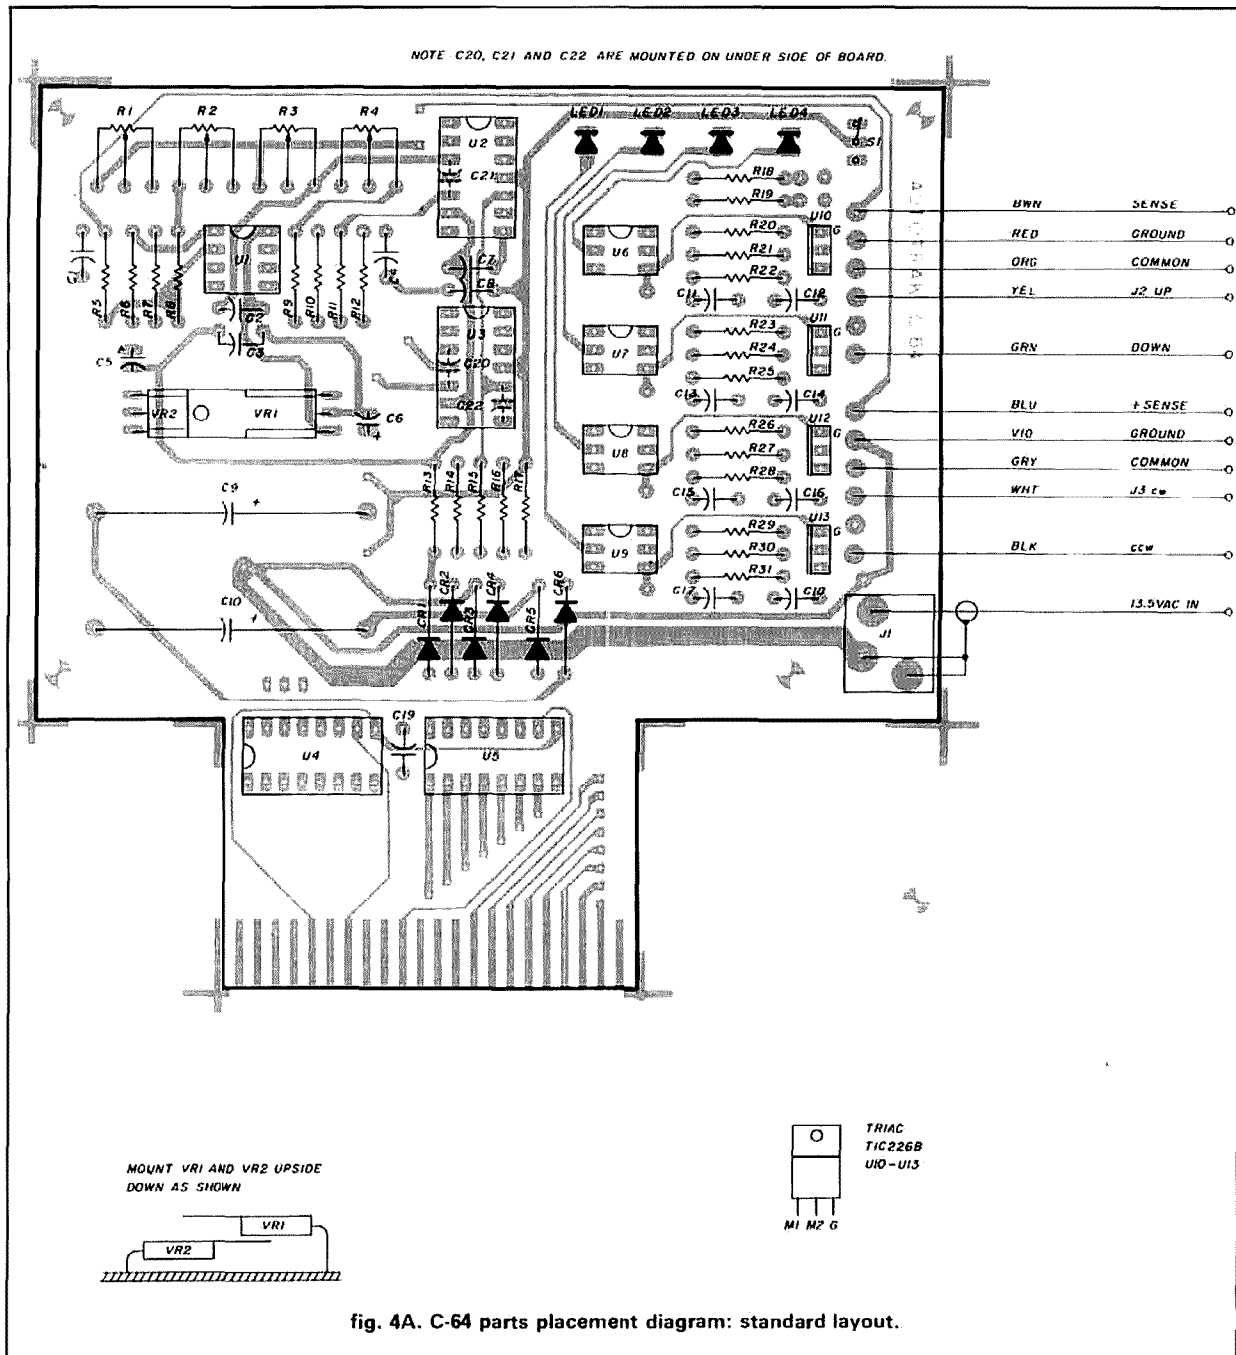 NOTE C20, C21 AND C22 ARE MOUNTED ON UNDER SIDE OF BOARD.
R1 R2 R3 R4
U2
C21
LED1 LED2 LED3 LED4
S1
R18
R19
U10
G
R20
R21
R22
U6
C11 C12
U1
R5 R6 R7 R8
R9 R10 R11 R12
C2
C3
C7
C8
U3
C20
C22
C5
VR2 VR1
C6
U11
G
R23
R24
R25
U7
C13 C14
U12
G
R26
R27
R28
U8
C15 C16
U13
G
R29
R30
R31
U9
C17 C18
R13 R14 R15 R16 R17
C9
+
C10
+
CR1 CR2 CR3 CR4 CR5 CR6
J1
C19
U4
U5
BWN SENSE
RED GROUND
ORG COMMON
YEL J2 UP
GRN DOWN
BLU +SENSE
VIO GROUND
GRY COMMON
WHT J3 cw
BLK ccw
13.5VAC IN
MOUNT VR1 AND VR2 UPSIDE
DOWN AS SHOWN
VR1
VR2
TRIAC
TIC226B
U10-U13
M1 M2 G
fig. 4A. C-64 parts placement diagram: standard layout.